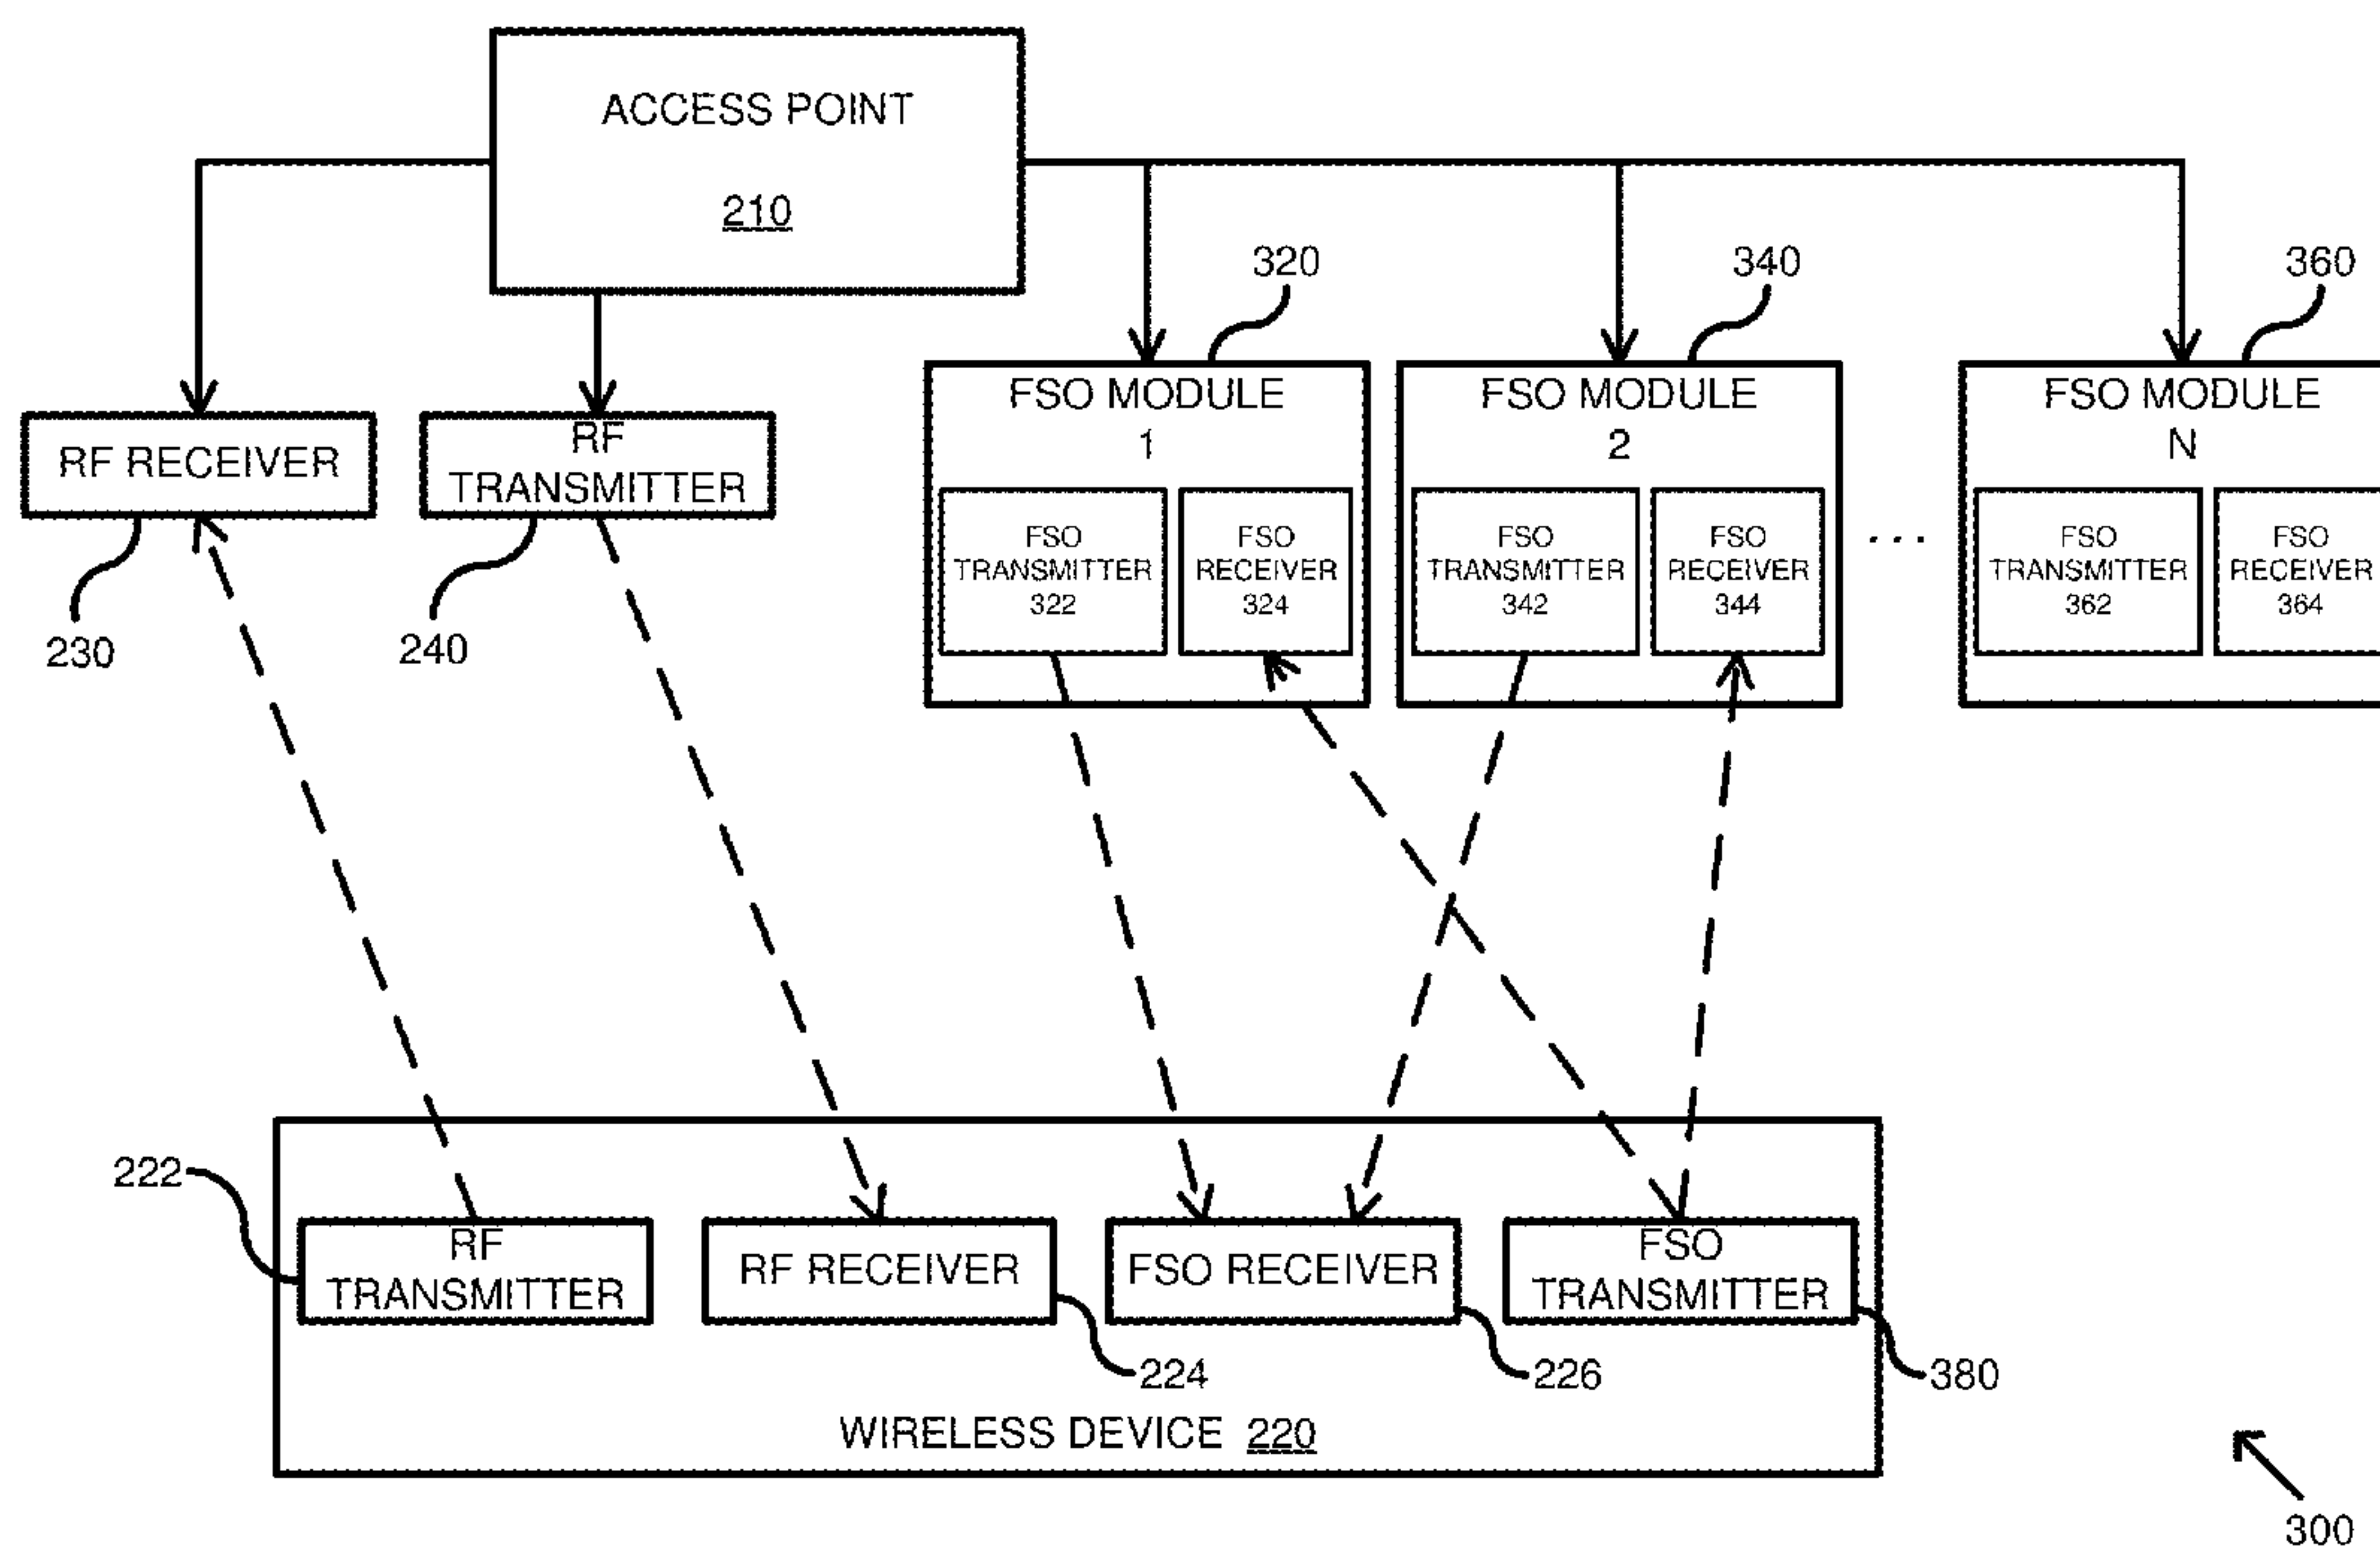 ACCESS POINT
210
320
340
360
RF RECEIVER
230
RF
TRANSMITTER
240
FSO MODULE
1
FSO
TRANSMITTER
322
FSO
RECEIVER
324
FSO MODULE
2
FSO
TRANSMITTER
342
FSO
RECEIVER
344
...
FSO MODULE
N
FSO
TRANSMITTER
362
FSO
RECEIVER
364
222
RF
TRANSMITTER
RF RECEIVER
224
FSO RECEIVER
226
FSO
TRANSMITTER
380
WIRELESS DEVICE 220
300